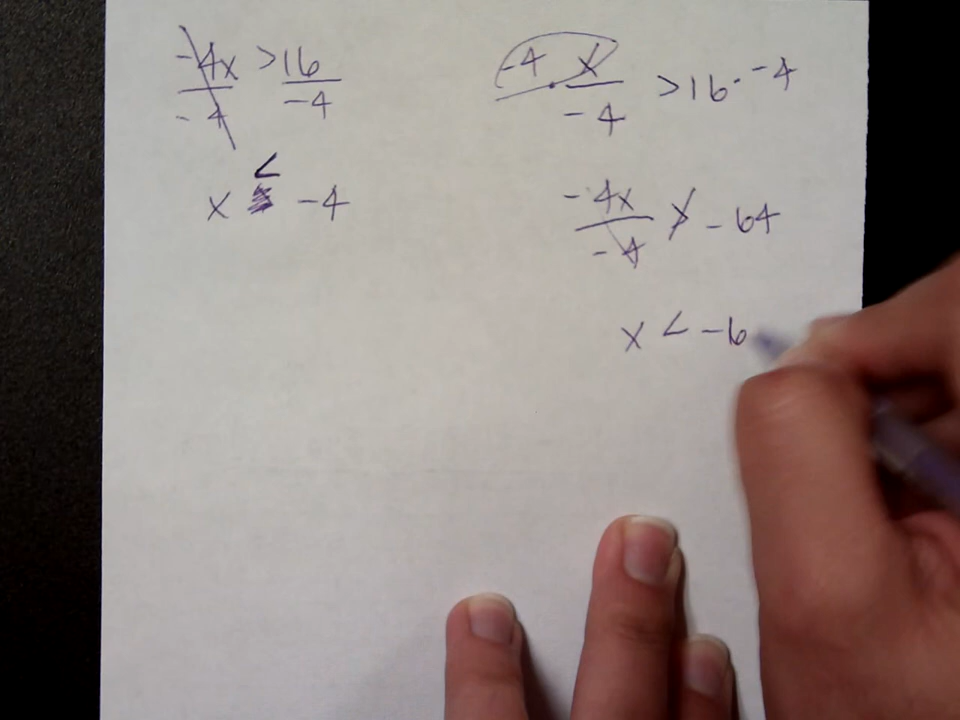 -4x > 16
-4 -4
x < -4
-4 · x > 16 · -4
-4
-4x > -64
-4
x < -6